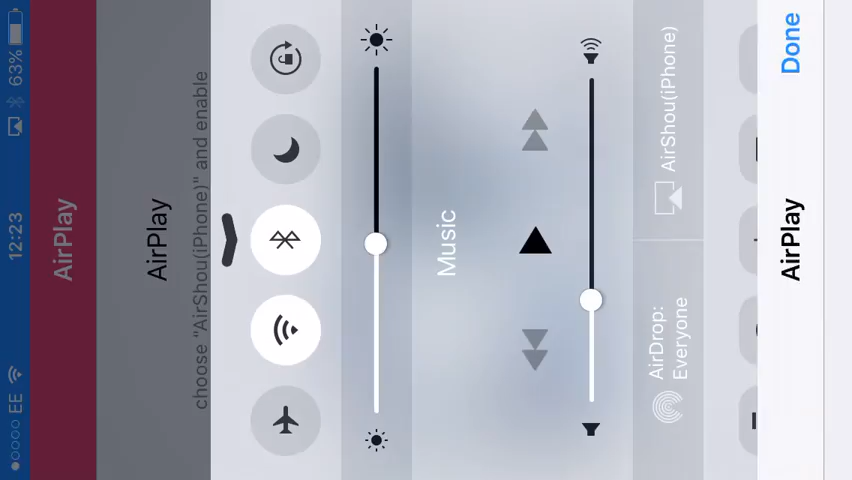 EE 12:23 63%
AirPlay
AirPlay
choose "AirShou(iPhone)" and enable
Music
AirDrop:
Everyone
AirShou(iPhone)
AirPlay Done